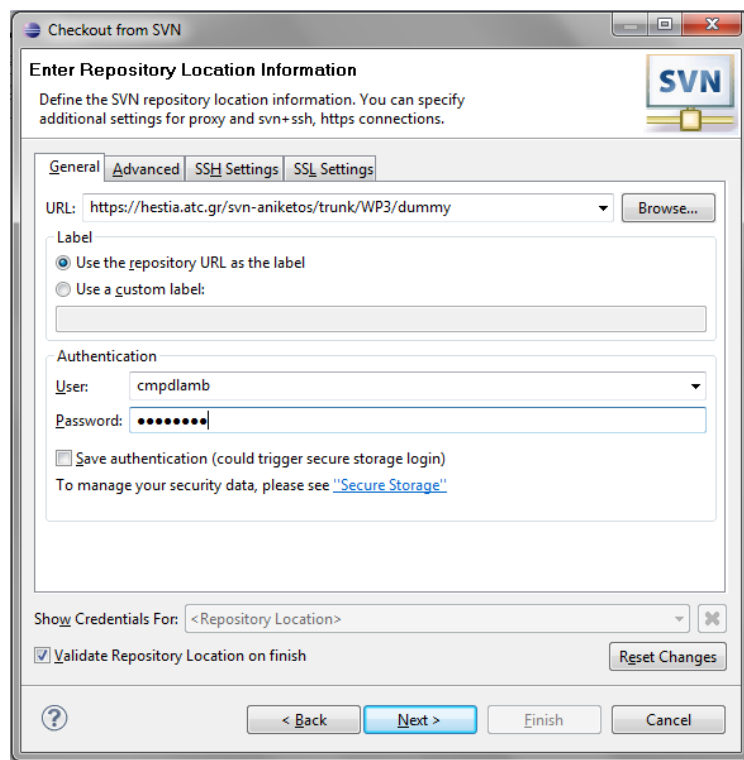 Checkout from SVN
Enter Repository Location Information
Define the SVN repository location information. You can specify
additional settings for proxy and svn+ssh, https connections.
SVN
General Advanced SSH Settings SSL Settings
URL: https://hestia.atc.gr/svn-aniketos/trunk/WP3/dummy Browse...
Label
Use the repository URL as the label
Use a custom label:
Authentication
User: cmpdlamb
Password: ●●●●●●●●
Save authentication (could trigger secure storage login)
To manage your security data, please see "Secure Storage"
Show Credentials For: <Repository Location>
Validate Repository Location on finish Reset Changes
? < Back Next > Finish Cancel